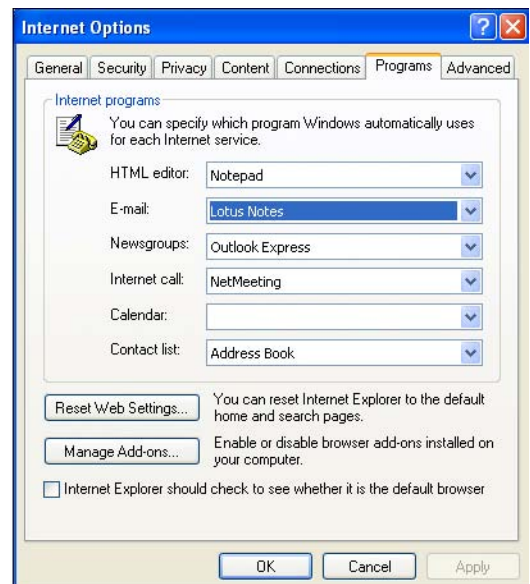 Internet Options
General Security Privacy Content Connections Programs Advanced
Internet programs
You can specify which program Windows automatically uses
for each Internet service.
HTML editor: Notepad
E-mail: Lotus Notes
Newsgroups: Outlook Express
Internet call: NetMeeting
Calendar:
Contact list: Address Book
Reset Web Settings... You can reset Internet Explorer to the default
home and search pages.
Manage Add-ons... Enable or disable browser add-ons installed on
your computer.
Internet Explorer should check to see whether it is the default browser
OK Cancel Apply